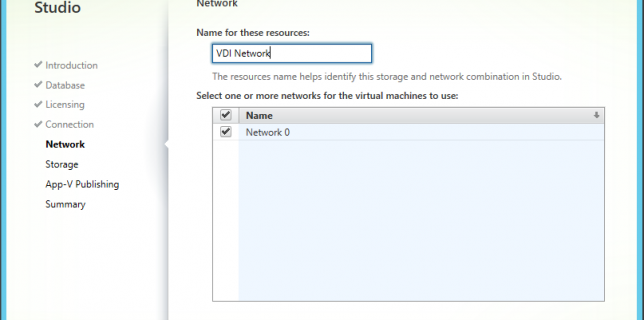 Studio
Introduction
Database
Licensing
Connection
Network
Storage
App-V Publishing
Summary
Network
Name for these resources:
VDI Network
The resources name helps identify this storage and network combination in Studio.
Select one or more networks for the virtual machines to use:
Name
Network 0